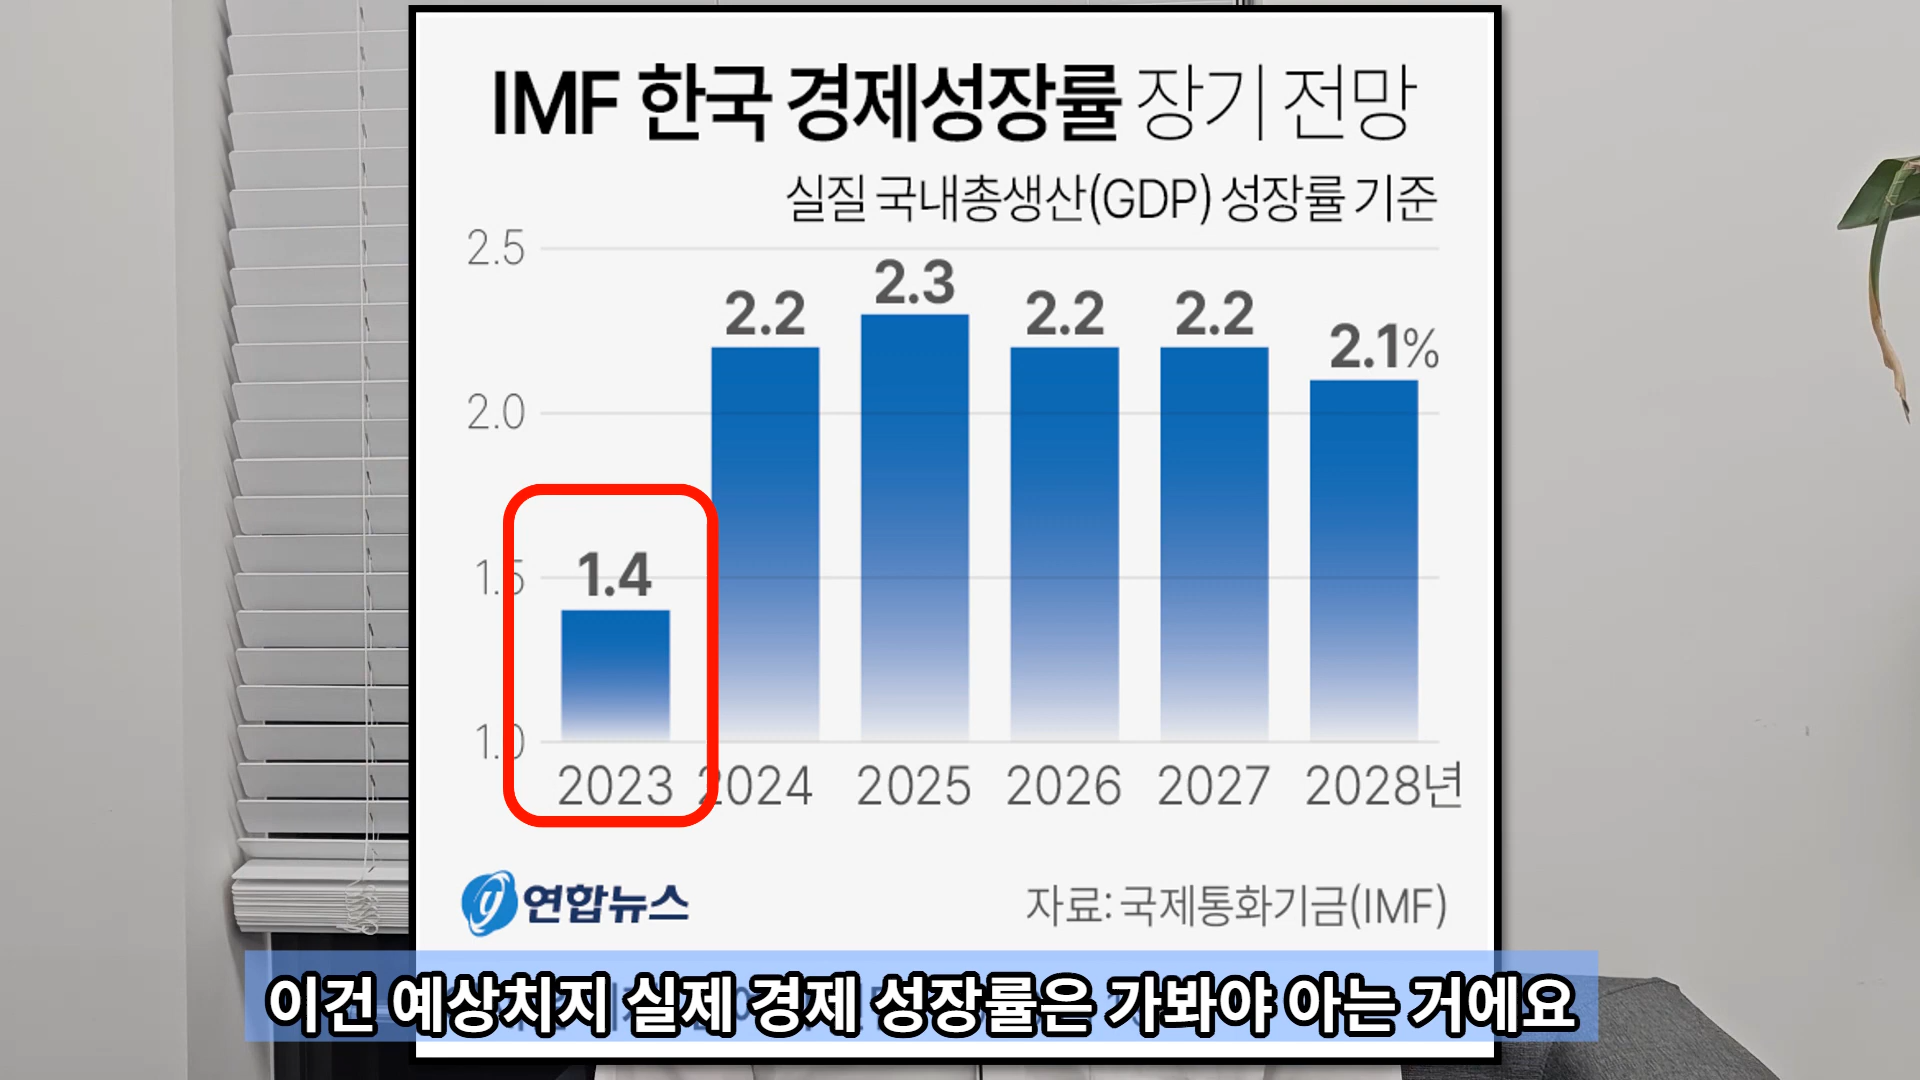 IMF 한국 경제성장률 장기 전망
실질 국내총생산(GDP) 성장률 기준
2.5
2.0
1.5
1.0
1.4
2.2
2.3
2.2
2.2
2.1%
2023
2024
2025
2026
2027
2028년
연합뉴스
자료: 국제통화기금(IMF)
이건 예상치지 실제 경제 성장률은 가봐야 아는 거에요